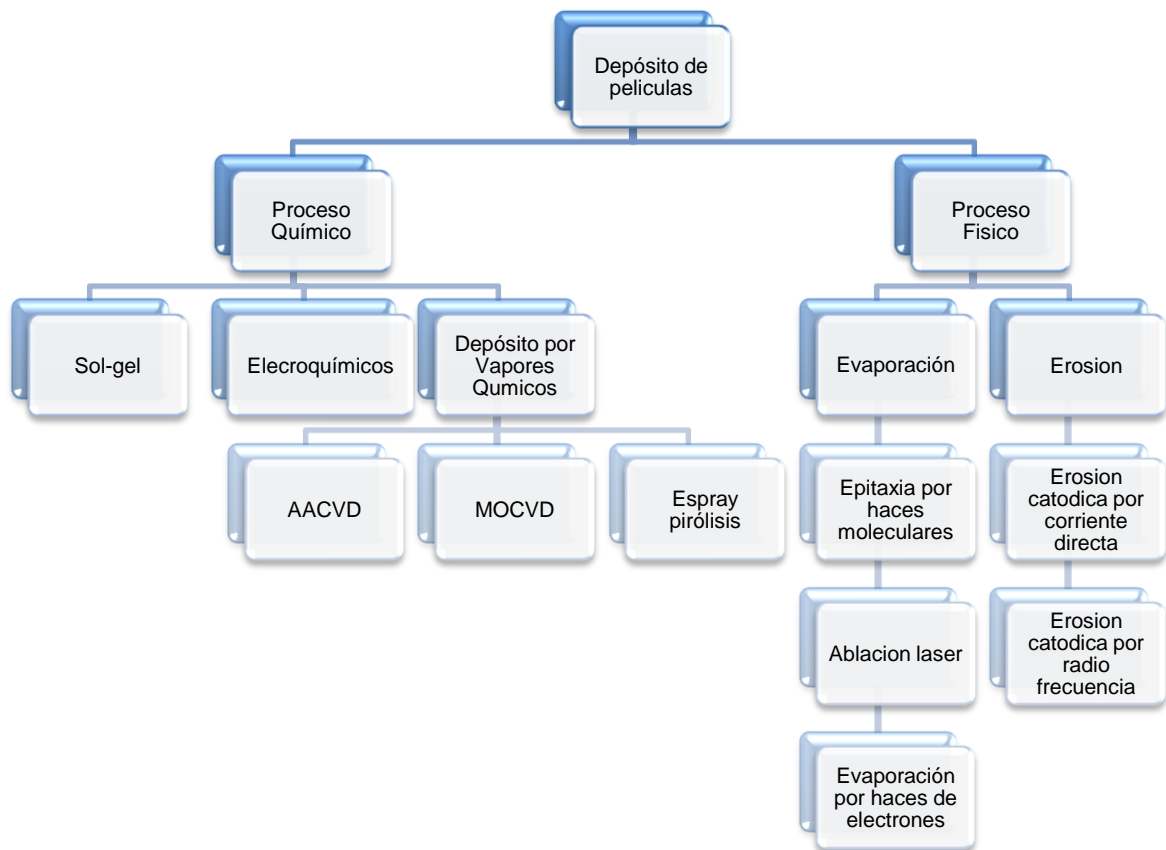 Depósito de
peliculas
Proceso
Químico
Proceso
Fisico
Sol-gel
Elecroquímicos
Depósito por
Vapores
Qumicos
Evaporación
Erosion
AACVD
MOCVD
Espray
pirólisis
Epitaxia por
haces
moleculares
Erosion
catodica por
corriente
directa
Ablacion laser
Erosion
catodica por
radio
frecuencia
Evaporación
por haces de
electrones